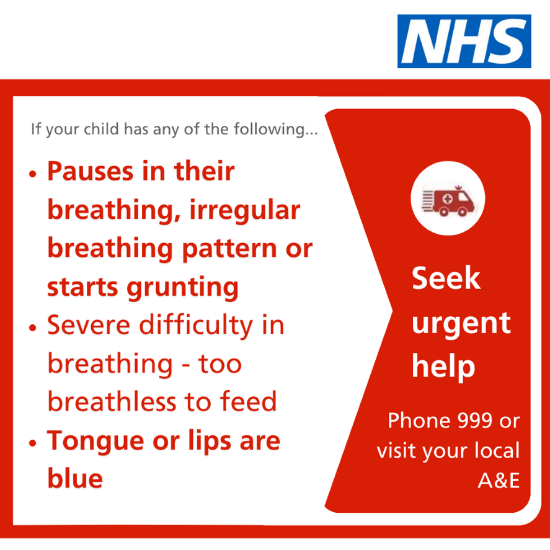 NHS
If your child has any of the following...
• Pauses in their
breathing, irregular
breathing pattern or
starts grunting
• Severe difficulty in
breathing - too
breathless to feed
• Tongue or lips are
blue
Seek
urgent
help
Phone 999 or
visit your local
A&E